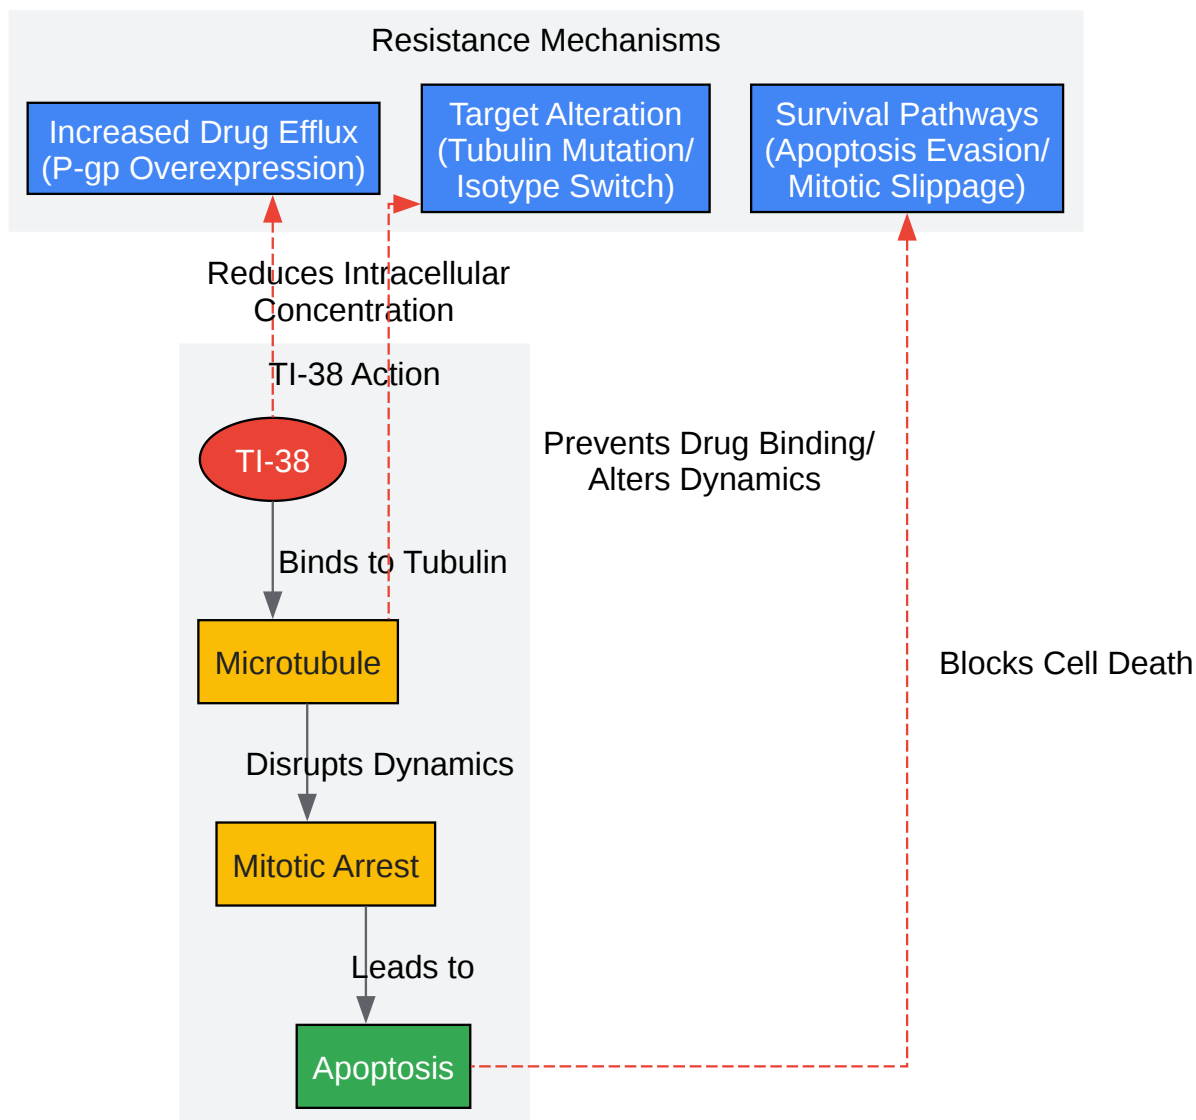 Resistance Mechanisms
Increased Drug Efflux
(P-gp Overexpression)
Target Alteration
(Tubulin Mutation/
Isotype Switch)
Survival Pathways
(Apoptosis Evasion/
Mitotic Slippage)
Reduces Intracellular
Concentration
TI-38 Action
TI-38
Prevents Drug Binding/
Alters Dynamics
Binds to Tubulin
Microtubule
Blocks Cell Death
Disrupts Dynamics
Mitotic Arrest
Leads to
Apoptosis